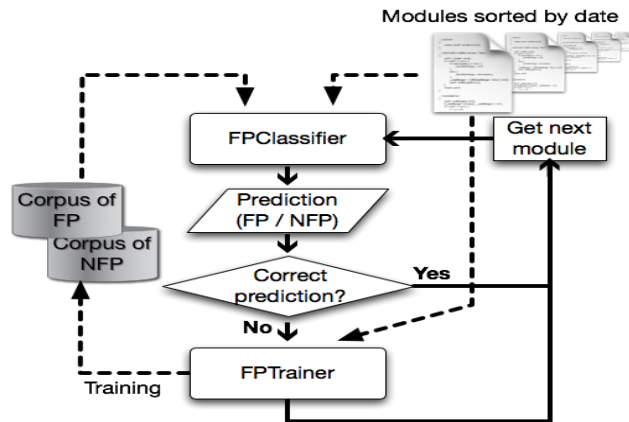 Modules sorted by date
FPClassifier
Get next
module
Prediction
(FP / NFP)
Corpus of
FP
Corpus of
NFP
Correct
prediction?
Yes
No
FPTrainer
Training